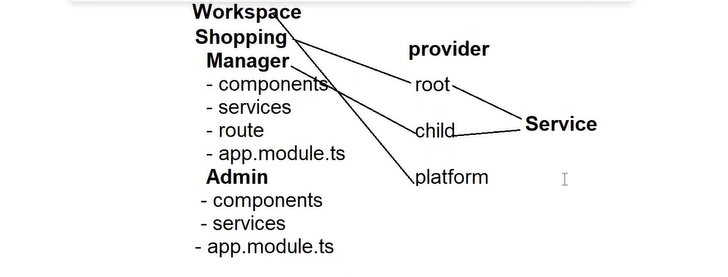 Workspace
Shopping
Manager
- components
- services
- route
- app.module.ts
Admin
- components
- services
- app.module.ts
provider
root
child
platform
Service